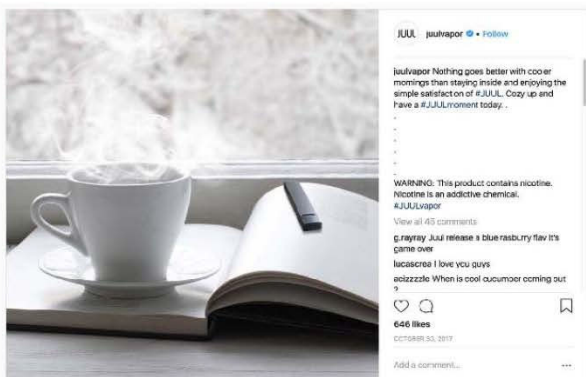 JUUL juulvapor • Follow
juulvapor Nothing goes better with cooler
mornings than staying inside and enjoying the
simple satisfaction of #JUUL. Cozy up and
have a #JUULmoment today. .
.
.
.
.
.
WARNING: This product contains nicotine.
Nicotine is an addictive chemical.
#JUULvapor
View all 45 comments
g.rayray Juul release a blue rasburry flav it's
game over
lucascrea I love you guys
When is cool cucumber coming out
?
646 likes
OCTOBER 30, 2017
Add a comment...